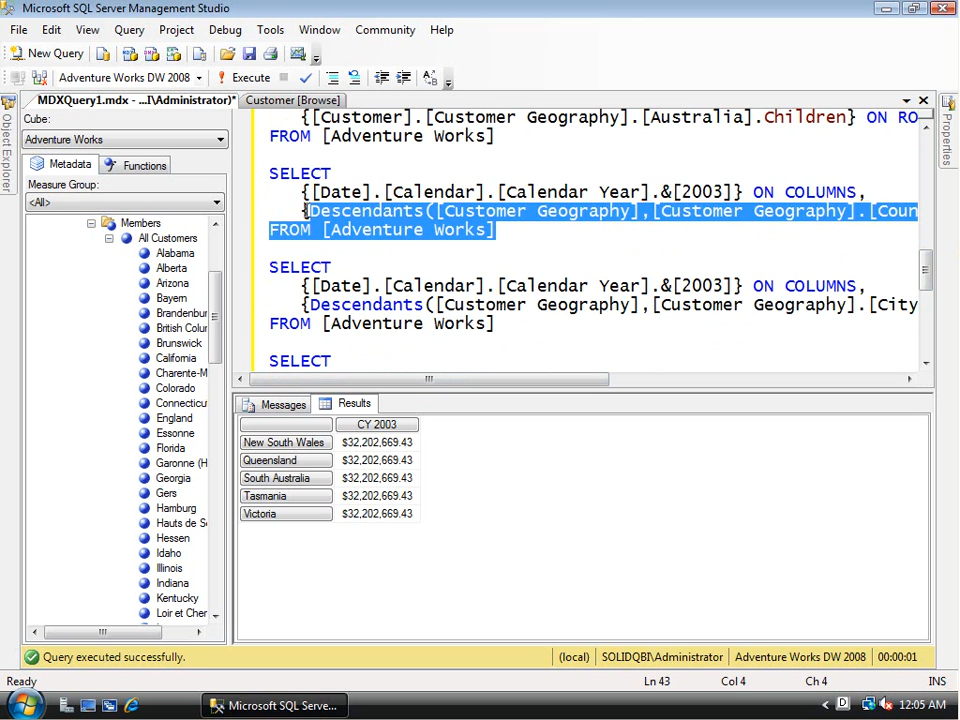 Microsoft SQL Server Management Studio
File Edit View Query Project Debug Tools Window Community Help
New Query
Adventure Works DW 2008 Execute
MDXQuery1.mdx - ...I\Administrator)* Customer [Browse]
Cube:
Adventure Works
Metadata Functions
Measure Group:
<All>
Members
All Customers
Alabama
Alberta
Arizona
Bayern
Brandenbur
British Colur
Brunswick
California
Charente-M
Colorado
Connecticu
England
Essonne
Florida
Garonne (H
Georgia
Gers
Hamburg
Hauts de Se
Hessen
Idaho
Illinois
Indiana
Kentucky
Loir et Cher
Object Explorer
{[Customer].[Customer Geography].[Australia].Children} ON RO
FROM [Adventure Works]
SELECT
{[Date].[Calendar].[Calendar Year].&[2003]} ON COLUMNS,
{Descendants([Customer Geography],[Customer Geography].[Coun
FROM [Adventure Works]
SELECT
{[Date].[Calendar].[Calendar Year].&[2003]} ON COLUMNS,
{Descendants([Customer Geography],[Customer Geography].[City
FROM [Adventure Works]
SELECT
Properties
Messages Results
CY 2003
New South Wales $32,202,669.43
Queensland $32,202,669.43
South Australia $32,202,669.43
Tasmania $32,202,669.43
Victoria $32,202,669.43
Query executed successfully. (local) SOLIDQBI\Administrator Adventure Works DW 2008 00:00:01
Ready Ln 43 Col 4 Ch 4 INS
Microsoft SQL Serve... D 12:05 AM